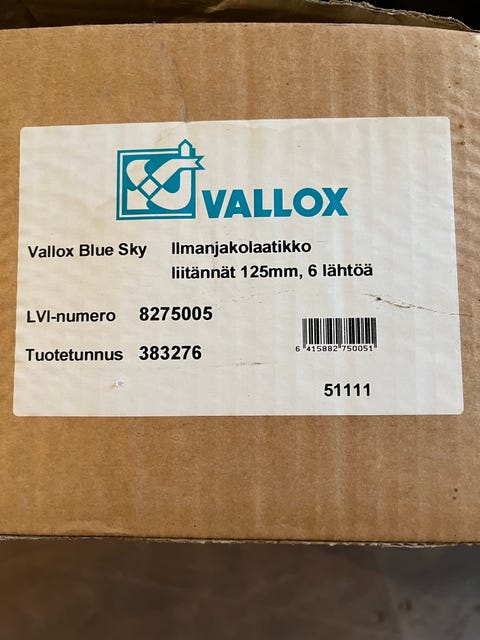 VALLOX
Vallox Blue Sky Ilmanjakolaatikko
liitännät 125mm, 6 lähtöä
LVI-numero 8275005
Tuotetunnus 383276
6 415882 750051
51111